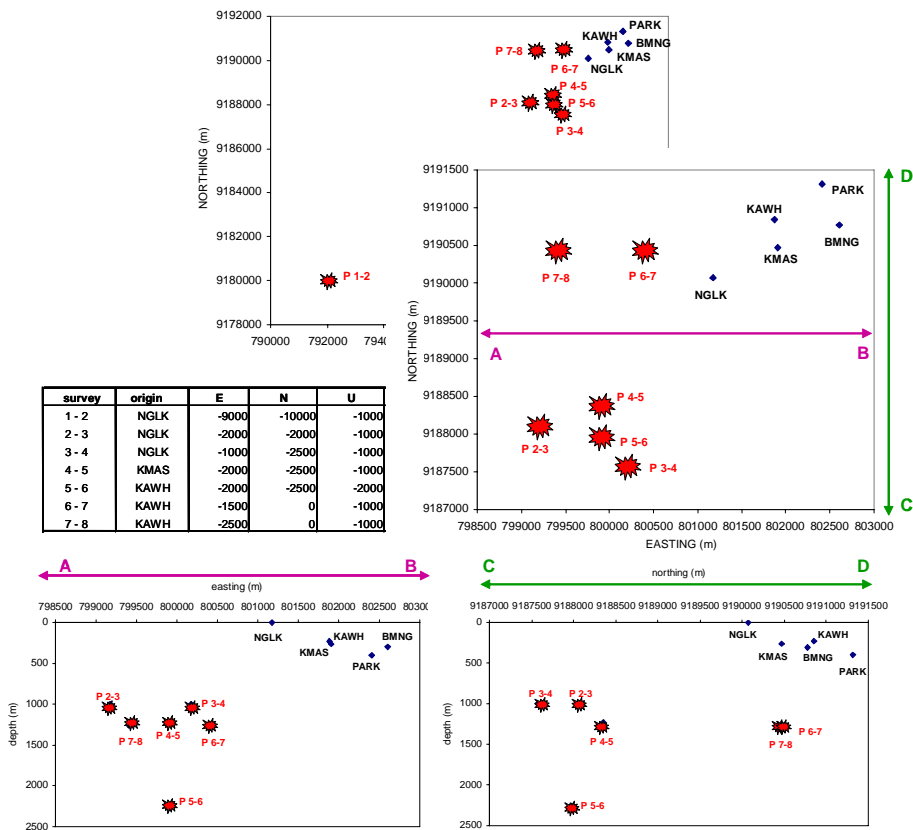 9192000
9190000
9188000
9186000
9184000
9182000
9180000
9178000
NORTHING (m)
790000 792000 7940
PARK
KAWH
BMNG
KMAS
NGLK
P 7-8
P 6-7
P 4-5
P 2-3
P 5-6
P 3-4
P 1-2
9191500
9191000
9190500
9190000
9189500
9189000
9188500
9188000
9187500
9187000
NORTHING (m)
798500 799000 799500 800000 800500 801000 801500 802000 802500 803000
EASTING (m)
D
PARK
KAWH
BMNG
KMAS
P 7-8
P 6-7
NGLK
A
B
P 4-5
P 2-3
P 5-6
P 3-4
C
survey origin E N U
1 - 2 NGLK -9000 -10000 -1000
2 - 3 NGLK -2000 -2000 -1000
3 - 4 NGLK -1000 -2500 -1000
4 - 5 KMAS -2000 -2500 -1000
5 - 6 KAWH -2000 -2500 -2000
6 - 7 KAWH -1500 0 -1000
7 - 8 KAWH -2500 0 -1000
A B
easting (m)
798500 799000 799500 800000 800500 801000 801500 802000 802500 80300
0
500
1000
1500
2000
2500
depth (m)
NGLK
KAWH
BMNG
KMAS
PARK
P 2-3
P 3-4
P 7-8
P 4-5
P 6-7
P 5-6
C D
northing (m)
9187000 9187500 9188000 9188500 9189000 9189500 9190000 9190500 9191000 9191500
0
500
1000
1500
2000
2500
depth (m)
NGLK
KAWH
KMAS
BMNG
PARK
P 3-4
P 2-3
P 4-5
P 6-7
P 7-8
P 5-6